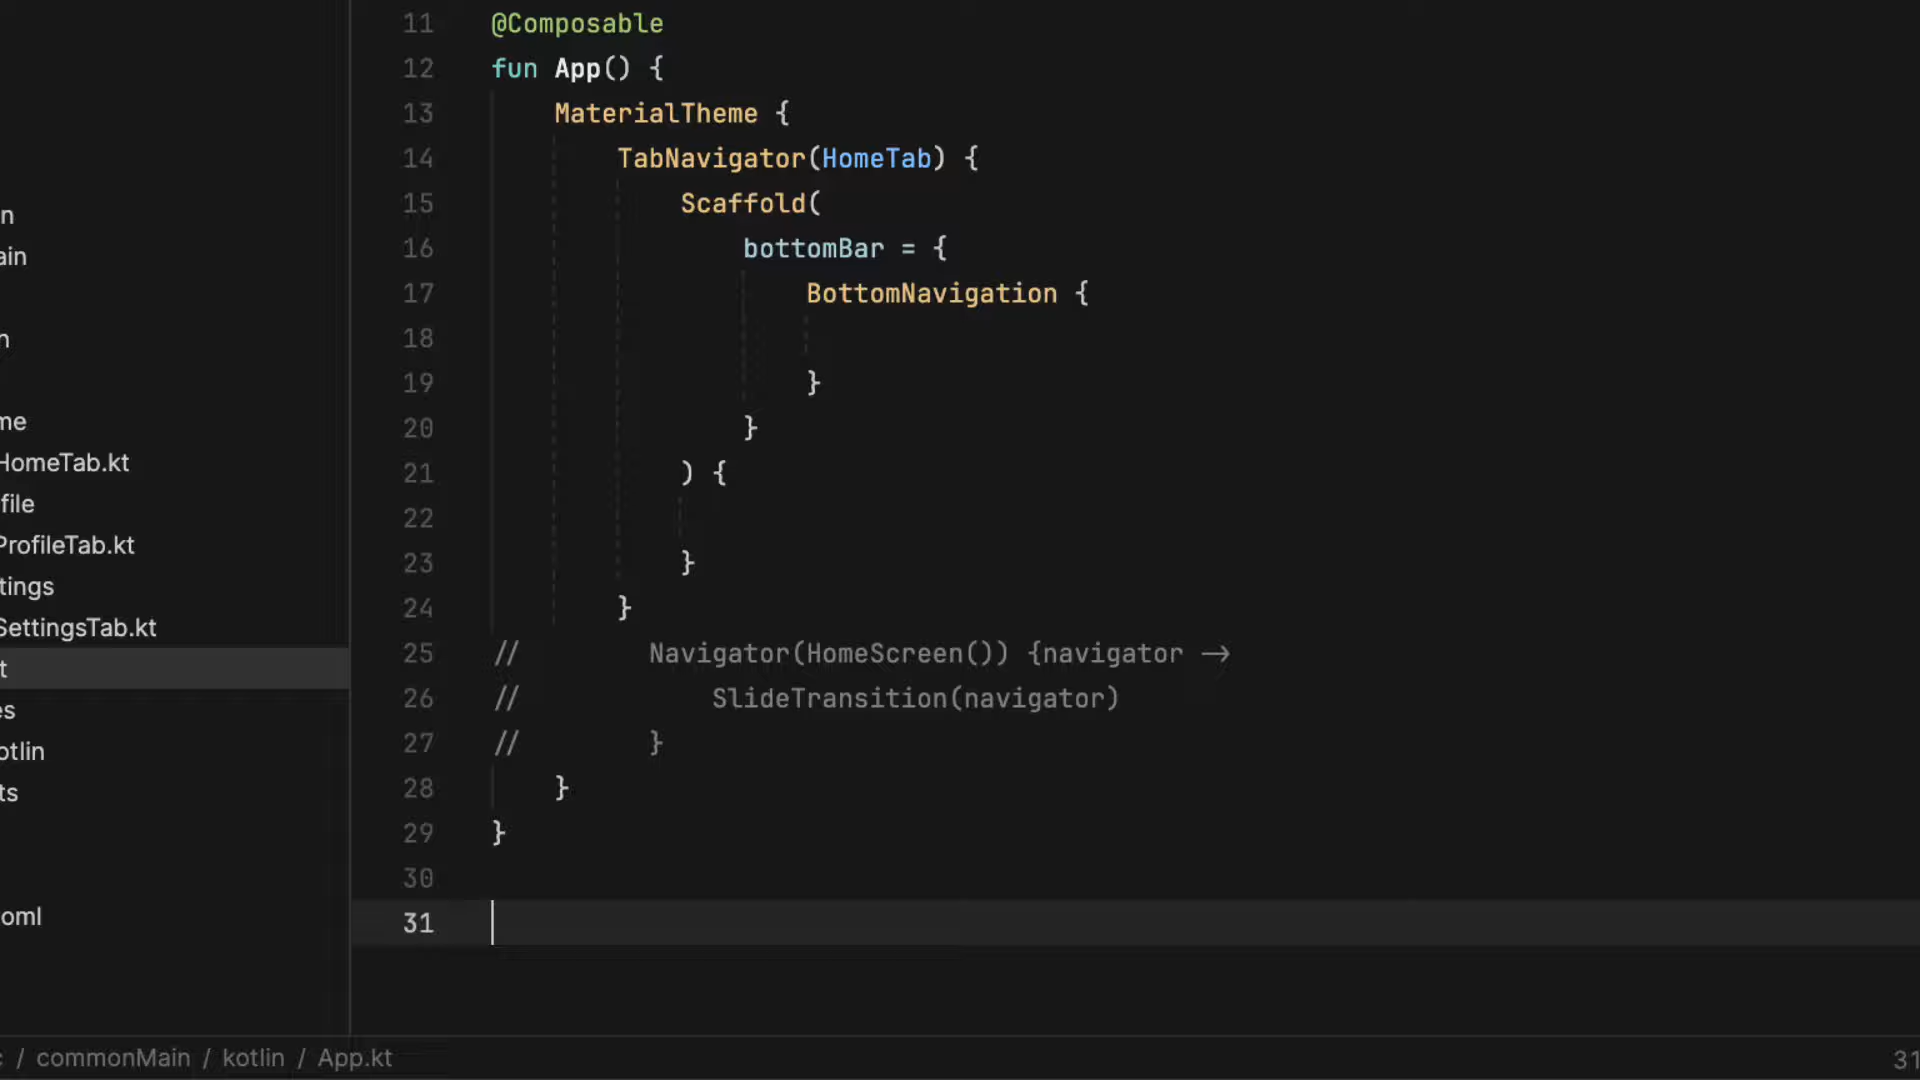 11 @Composable
12 fun App() {
13 MaterialTheme {
14 TabNavigator(HomeTab) {
15 Scaffold(
16 bottomBar = {
17 BottomNavigation {
18
19 }
20 }
21 ) {
22
23 }
24 }
25 // Navigator(HomeScreen()) {navigator ->
26 // SlideTransition(navigator)
27 // }
28 }
29 }
30
31
n
ain
n
me
HomeTab.kt
file
ProfileTab.kt
tings
SettingsTab.kt
t
es
otlin
ts
oml
/ commonMain / kotlin / App.kt
31